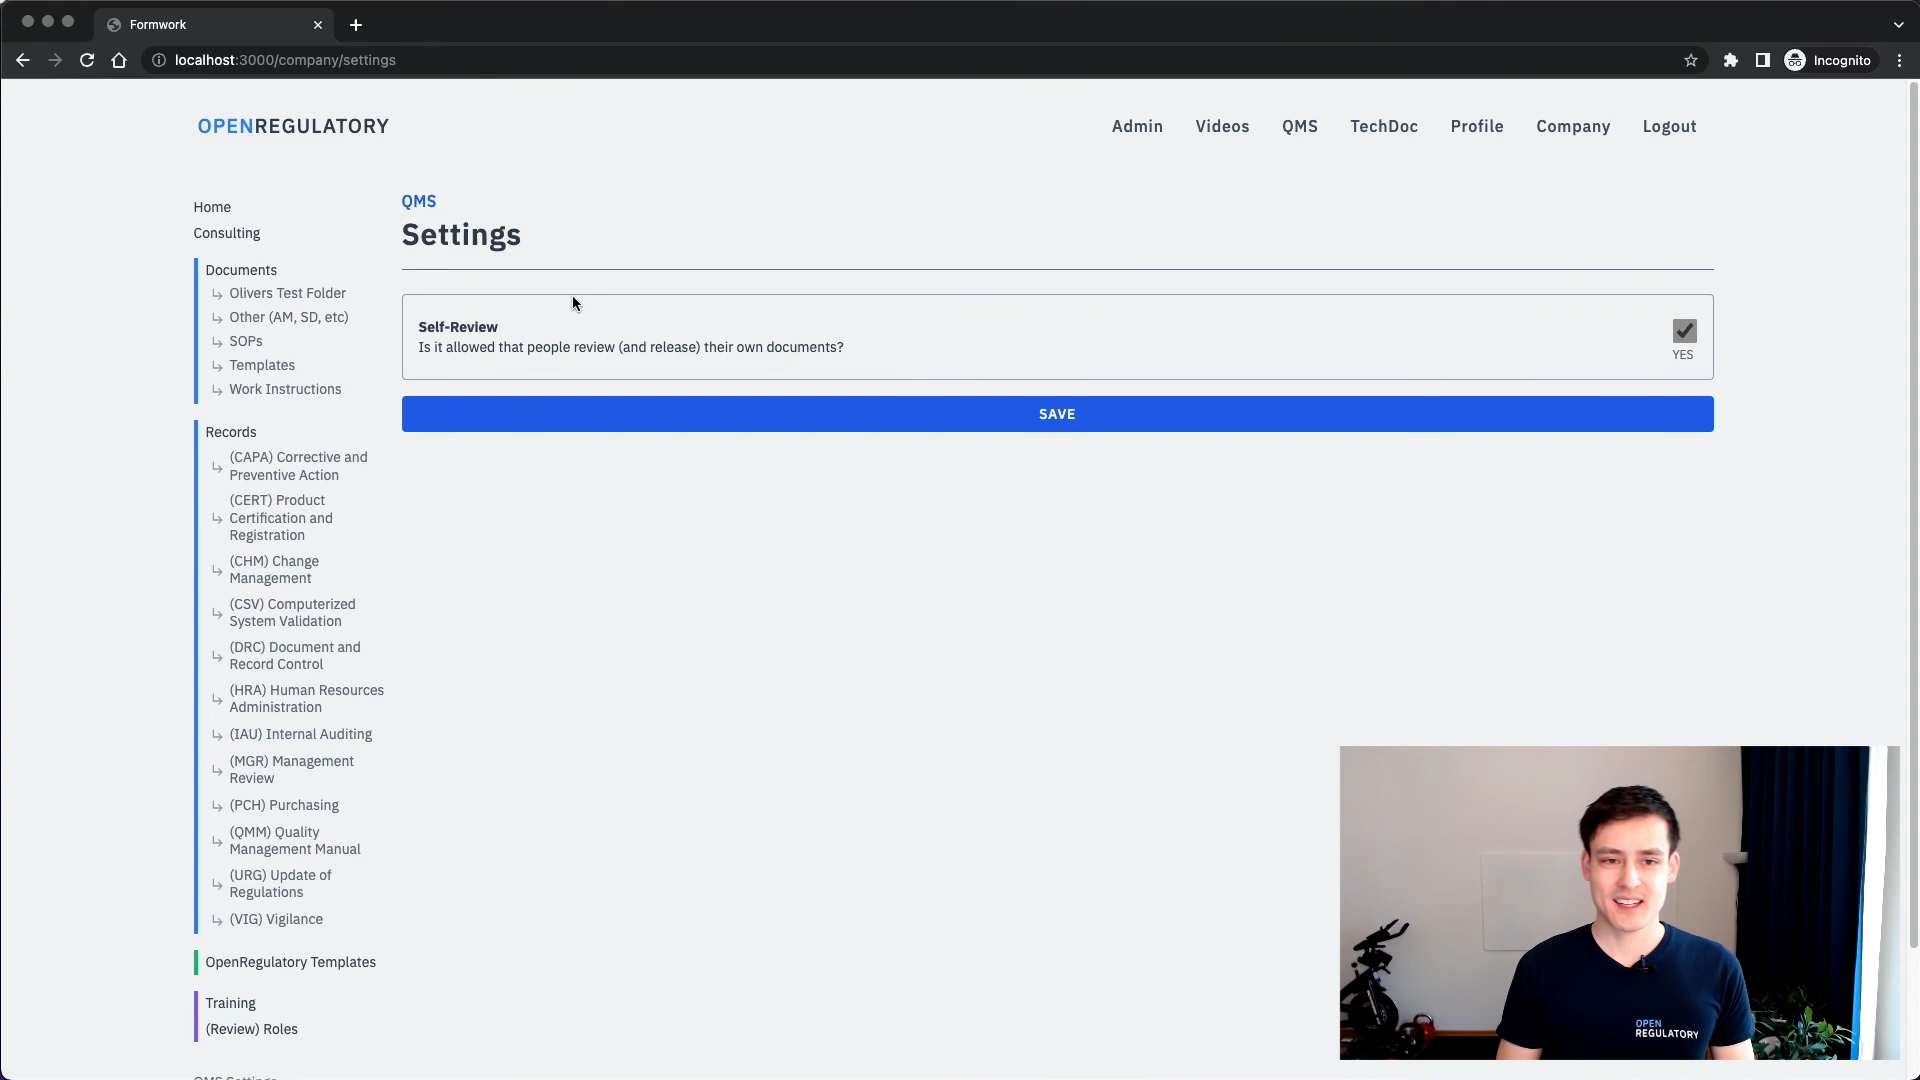 Formwork
localhost:3000/company/settings
Incognito
OPENREGULATORY
Admin
Videos
QMS
TechDoc
Profile
Company
Logout
Home
Consulting
Documents
Olivers Test Folder
Other (AM, SD, etc)
SOPs
Templates
Work Instructions
Records
(CAPA) Corrective and
Preventive Action
(CERT) Product
Certification and
Registration
(CHM) Change
Management
(CSV) Computerized
System Validation
(DRC) Document and
Record Control
(HRA) Human Resources
Administration
(IAU) Internal Auditing
(MGR) Management
Review
(PCH) Purchasing
(QMM) Quality
Management Manual
(URG) Update of
Regulations
(VIG) Vigilance
OpenRegulatory Templates
Training
(Review) Roles
QMS Settings
QMS
Settings
Self-Review
Is it allowed that people review (and release) their own documents?
YES
SAVE
OPEN
REGULATORY